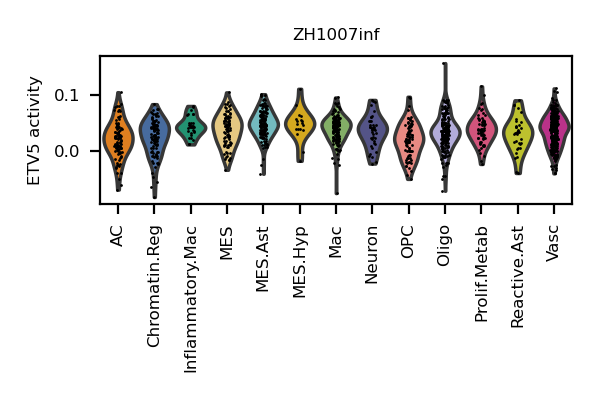 ZH1007inf
ETV5 activity
0.1
0.0
AC
Chromatin.Reg
Inflammatory.Mac
MES
MES.Ast
MES.Hyp
Mac
Neuron
OPC
Oligo
Prolif.Metab
Reactive.Ast
Vasc